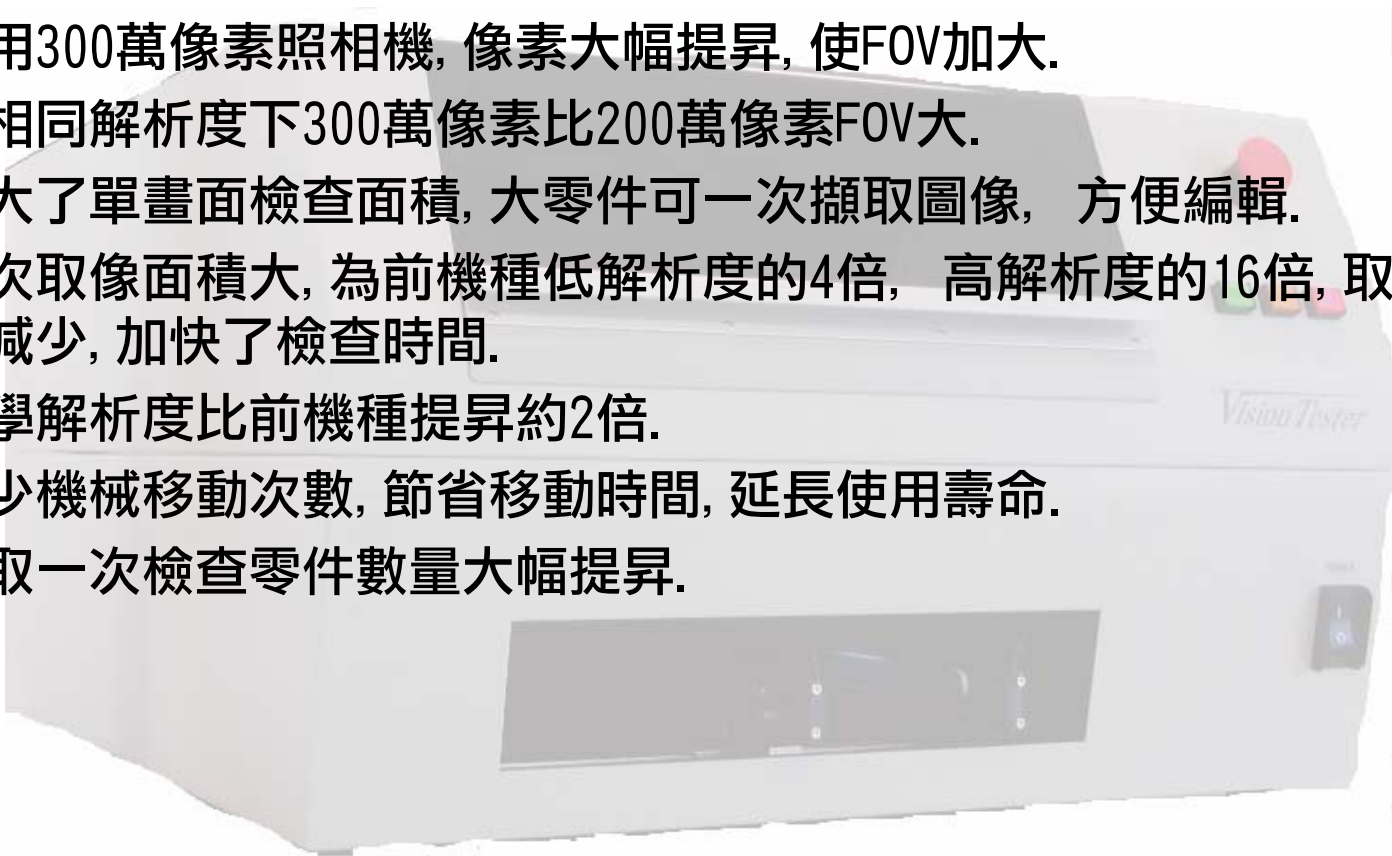 用300萬像素照相機, 像素大幅提昇, 使FOV加大.
相同解析度下300萬像素比200萬像素FOV大.
大了單畫面檢查面積, 大零件可一次擷取圖像, 方便編輯.
次取像面積大, 為前機種低解析度的4倍, 高解析度的16倍, 取
減少, 加快了檢查時間.
學解析度比前機種提昇約2倍.
Vision Tester
少機械移動次數, 節省移動時間, 延長使用壽命.
取一次檢查零件數量大幅提昇.